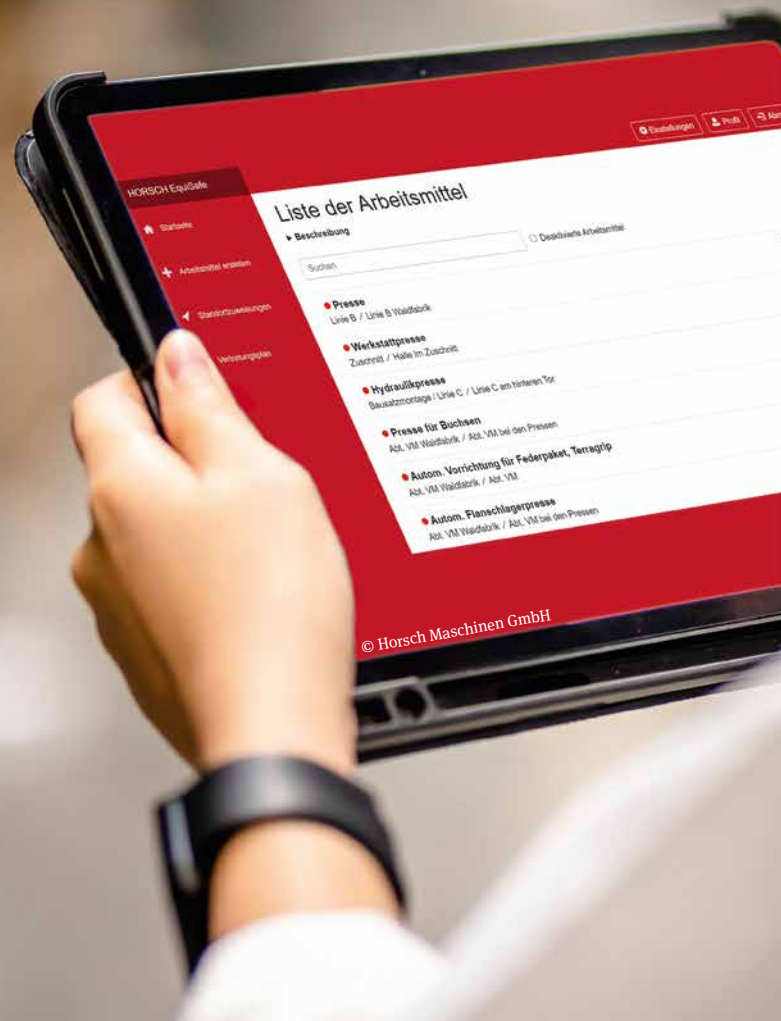 Einstellungen
Profil
HORSCH EquiSafe
Startseite
Arbeitsmittel erstellen
Standortzuweisungen
Vertretungsplan
Liste der Arbeitsmittel
Beschreibung
Suchen
Deaktivierte Arbeitsmittel
Presse
Linie B / Linie B Waldfabrik
Werkstattpresse
Zuschnitt / Halle im Zuschnitt
Hydraulikpresse
Bausatzmontage / Linie C / Linie C am hinteren Tor
Presse für Buchsen
Abt. VM Waldfabrik / Abt. VM bei den Pressen
Autom. Vorrichtung für Federpaket, Terragrip
Abt. VM Waldfabrik / Abt. VM
Autom. Flanschlagerpresse
Abt. VM Waldfabrik / Abt. VM bei den Pressen
© Horsch Maschinen GmbH